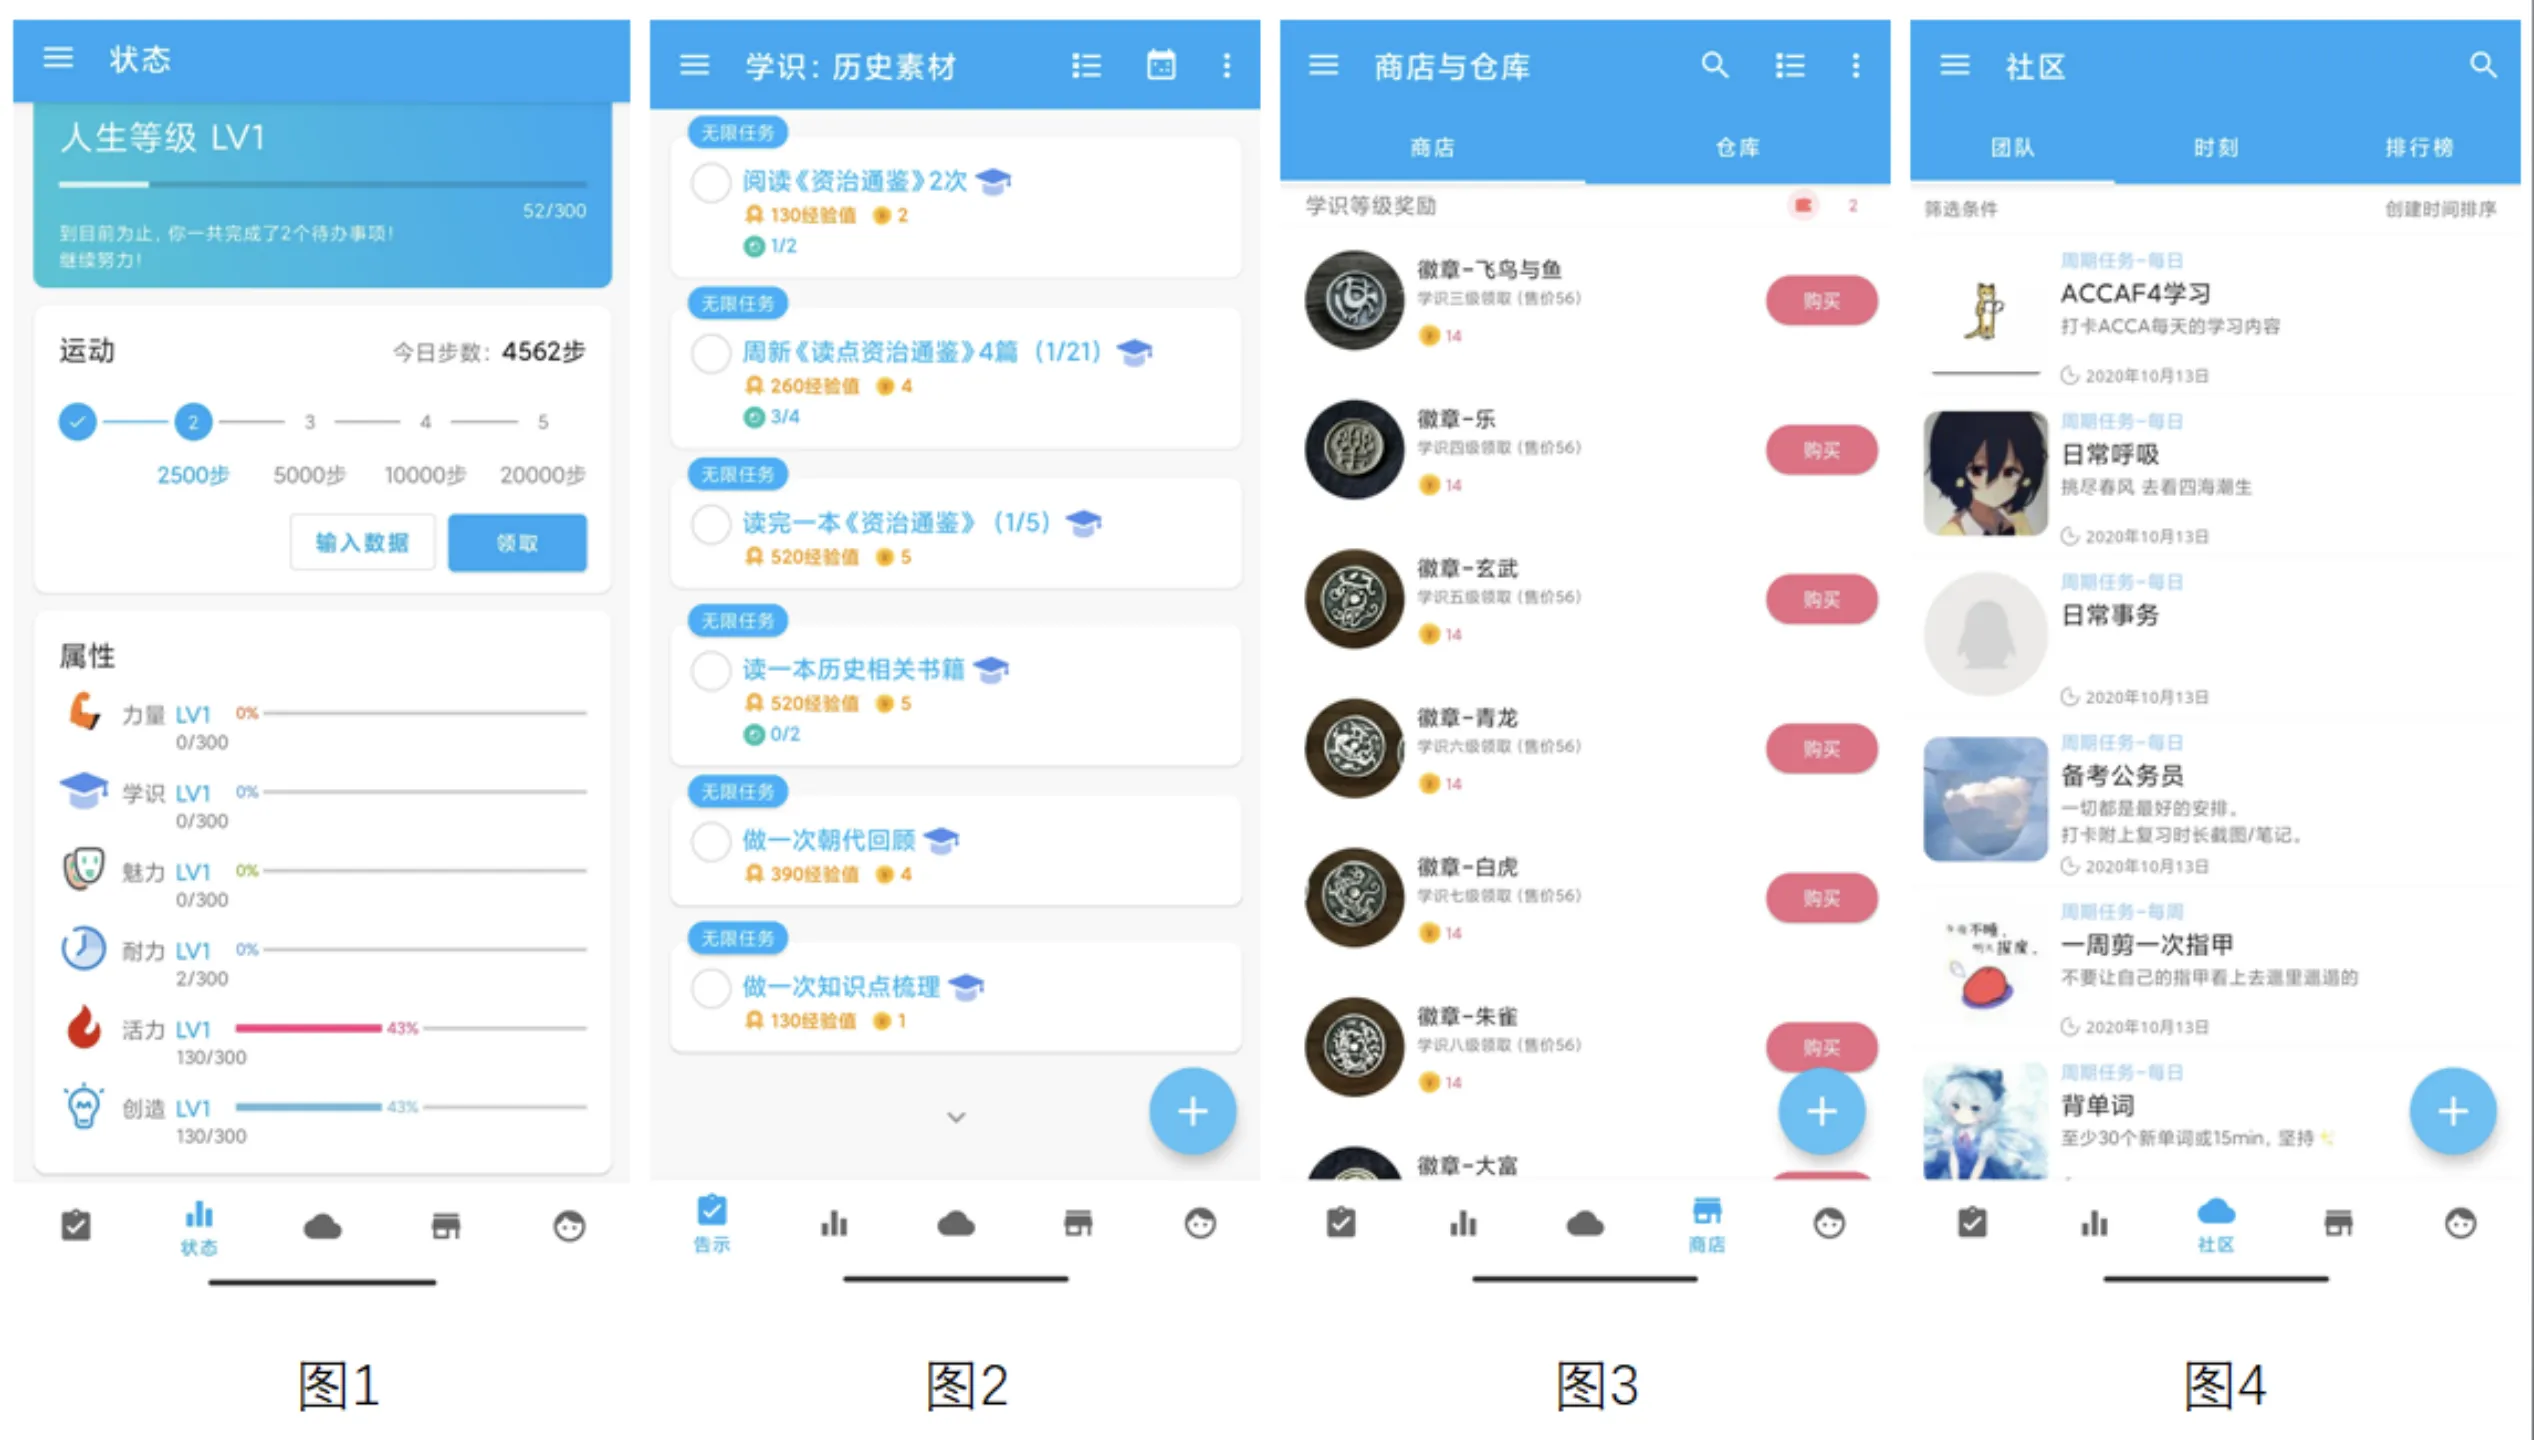 状态
人生等级 LV1
52/300
到目前为止，你一共完成了2个待办事项！
继续努力！
运动
今日步数：4562步
2 3 4 5
2500步 5000步 10000步 20000步
输入数据 领取
属性
力量 LV1 0%
0/300
学识 LV1 0%
0/300
魅力 LV1 0%
0/300
耐力 LV1 0%
2/300
活力 LV1 43%
130/300
创造 LV1 43%
130/300
状态
图1
学识：历史素材
无限任务
阅读《资治通鉴》2次
130经验值 2
1/2
无限任务
周新《读点资治通鉴》4篇（1/21）
260经验值 4
3/4
无限任务
读完一本《资治通鉴》（1/5）
520经验值 5
无限任务
读一本历史相关书籍
520经验值 5
0/2
无限任务
做一次朝代回顾
390经验值 4
无限任务
做一次知识点梳理
130经验值 1
告示
图2
商店与仓库
商店 仓库
学识等级奖励 2
徽章-飞鸟与鱼
学识三级领取（售价56）
14
购买
徽章-乐
学识四级领取（售价56）
14
购买
徽章-玄武
学识五级领取（售价56）
14
购买
徽章-青龙
学识六级领取（售价56）
14
购买
徽章-白虎
学识七级领取（售价56）
14
购买
徽章-朱雀
学识八级领取（售价56）
14
购买
徽章-大富
商店
图3
社区
团队 时刻 排行榜
筛选条件 创建时间排序
周期任务-每日
ACCAF4学习
打卡ACCA每天的学习内容
2020年10月13日
周期任务-每日
日常呼吸
挑尽春风 去看四海潮生
2020年10月13日
周期任务-每日
日常事务
2020年10月13日
周期任务-每日
备考公务员
一切都是最好的安排。
打卡附上复习时长截图/笔记。
2020年10月13日
周期任务-每周
一周剪一次指甲
不要让自己的指甲看上去邋里邋遢的
2020年10月13日
周期任务-每日
背单词
至少30个新单词或15min，坚持
社区
图4